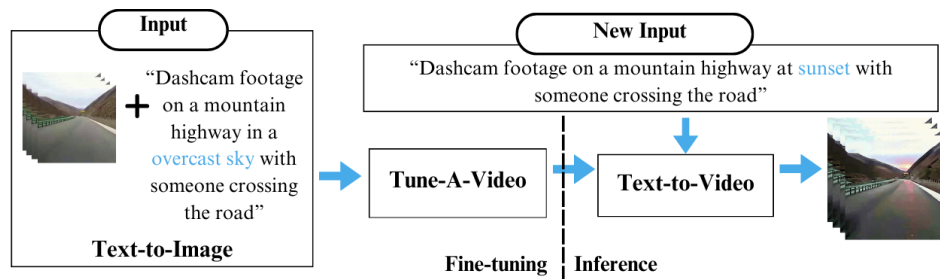 Input
“Dashcam footage
on a mountain
highway in a
overcast sky with
someone crossing
the road”
Text-to-Image
Tune-A-Video
New Input
“Dashcam footage on a mountain highway at sunset with
someone crossing the road”
Text-to-Video
Fine-tuning
Inference